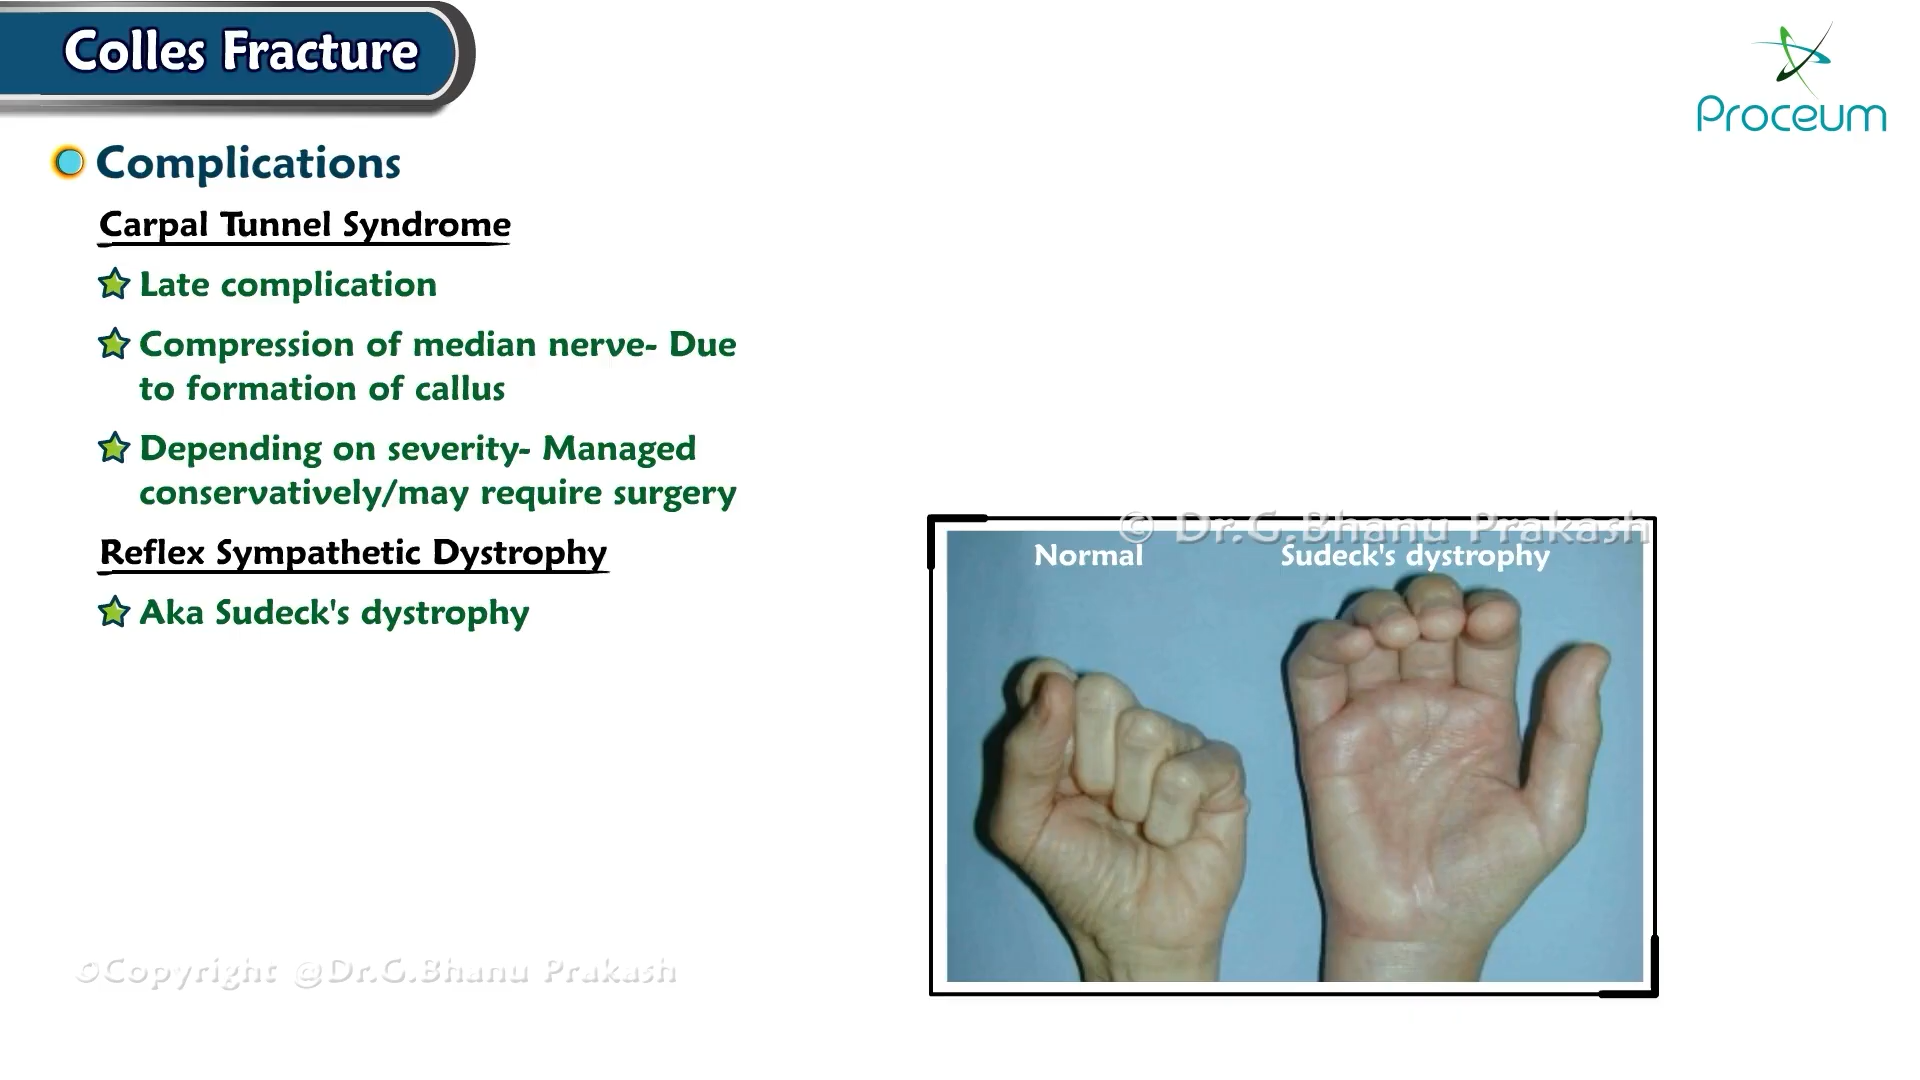 Colles Fracture
Proceum
Complications
Carpal Tunnel Syndrome
Late complication
Compression of median nerve- Due
to formation of callus
Depending on severity- Managed
conservatively/may require surgery
Reflex Sympathetic Dystrophy
Aka Sudeck's dystrophy
© Dr.G.Bhanu Prakash
Normal
Sudeck's dystrophy
©Copyright @Dr.G.Bhanu Prakash